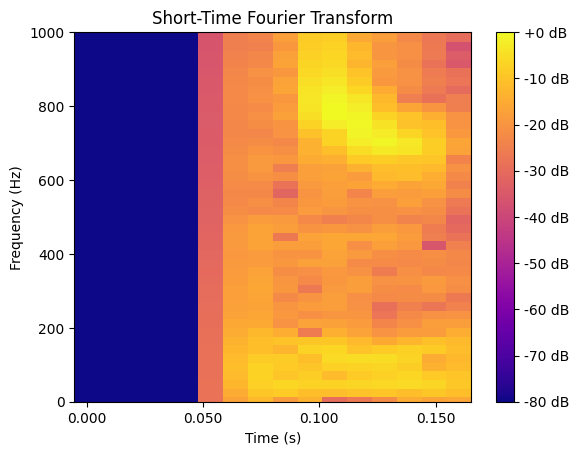 Short-Time Fourier Transform
1000
800
600
400
200
0
Frequency (Hz)
0.000
0.050
0.100
0.150
Time (s)
+0 dB
-10 dB
-20 dB
-30 dB
-40 dB
-50 dB
-60 dB
-70 dB
-80 dB